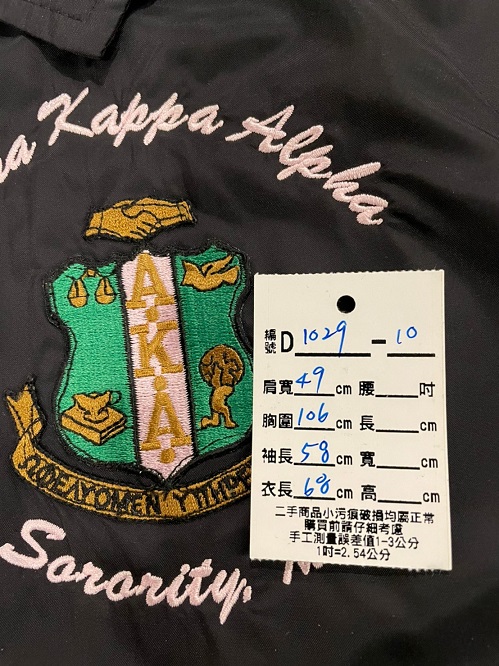 a Kappa Alpha
A.K.A.
Sorority,
編號 D 1029 - 10
肩寬 49 cm 腰 吋
胸圍 106 cm 長 cm
袖長 58 cm 寬 cm
衣長 68 cm 高 cm
二手商品小污痕破損均屬正常
購買前請仔細考慮
手工測量誤差值1-3公分
1吋=2.54公分